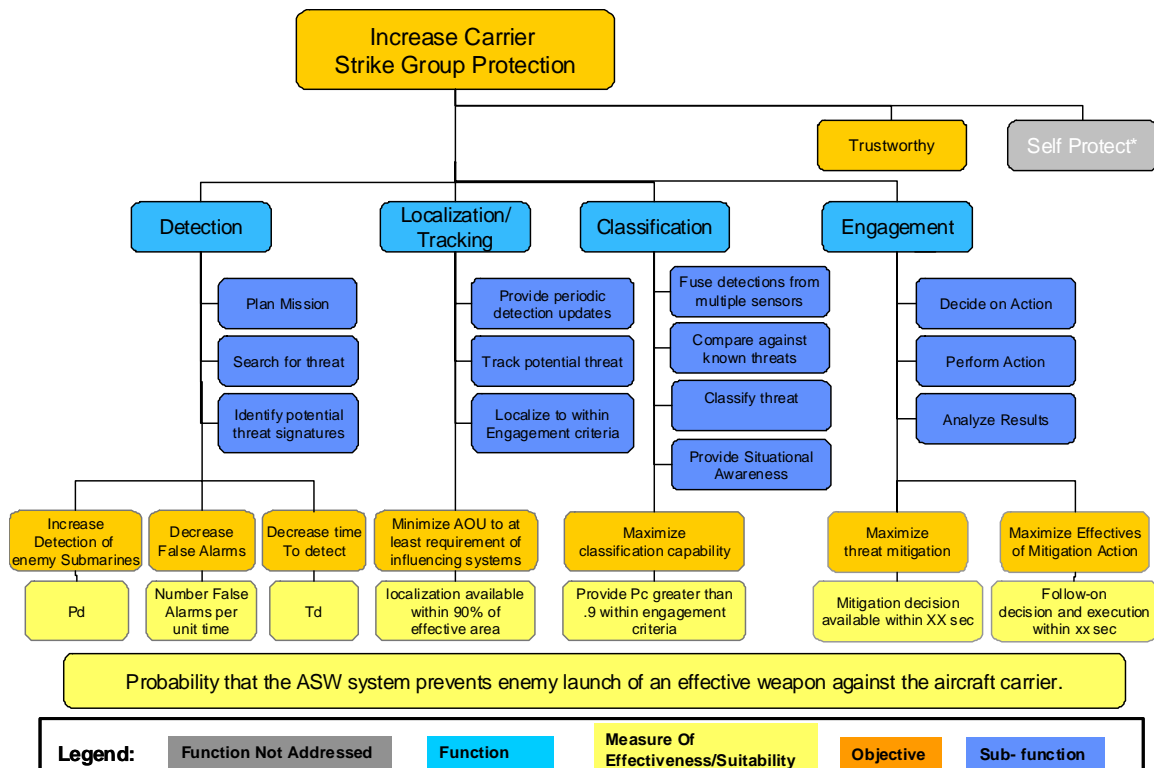 Increase Carrier
Strike Group Protection
Trustworthy
Self Protect*
Detection
Localization/
Tracking
Classification
Engagement
Plan Mission
Search for threat
Identify potential
threat signatures
Provide periodic
detection updates
Track potential threat
Localize to within
Engagement criteria
Fuse detections from
multiple sensors
Compare against
known threats
Classify threat
Provide Situational
Awareness
Decide on Action
Perform Action
Analyze Results
Increase
Detection of
enemy Submarines
Decrease
False Alarms
Decrease time
To detect
Minimize AOU to at
least requirement of
influencing systems
Maximize
classification capability
Maximize
threat mitigation
Maximize Effectives
of Mitigation Action
Pd
Number False
Alarms per
unit time
Td
localization available
within 90% of
effective area
Provide Pc greater than
.9 within engagement
criteria
Mitigation decision
available within XX sec
Follow-on
decision and execution
within xx sec
Probability that the ASW system prevents enemy launch of an effective weapon against the aircraft carrier.
Legend:
Function Not Addressed
Function
Measure Of
Effectiveness/Suitability
Objective
Sub- function